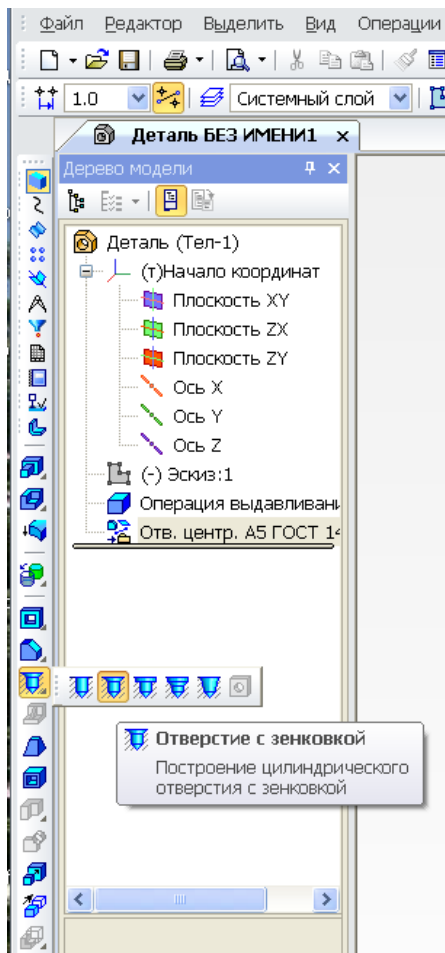 Файл Редактор Выделить Вид Операции
1.0 Системный слой
Деталь БЕЗ ИМЕНИ1
Дерево модели
Деталь (Тел-1)
(т)Начало координат
Плоскость XY
Плоскость ZX
Плоскость ZY
Ось X
Ось Y
Ось Z
(-) Эскиз:1
Операция выдавливани
Отв. центр. A5 ГОСТ 14
Отверстие с зенковкой
Построение цилиндрического
отверстия с зенковкой